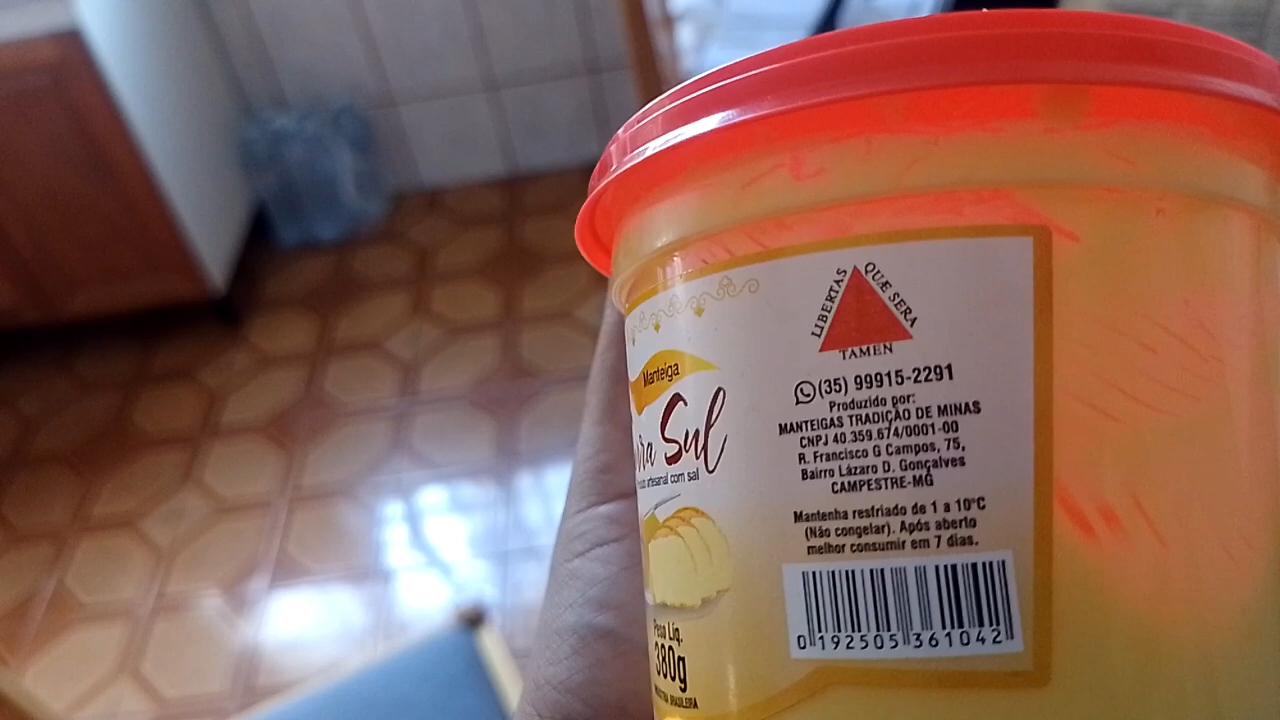 Manteiga
Sul
artesanal com sal
Peso Líq.
380g
BRASILEIRA
LIBERTAS QUÆ SERA
TAMEN
(35) 99915-2291
Produzido por:
MANTEIGAS TRADIÇÃO DE MINAS
CNPJ 40.359.674/0001-00
R. Francisco G Campos, 75,
Bairro Lázaro D. Gonçalves
CAMPESTRE-MG
Mantenha resfriado de 1 a 10°C
(Não congelar). Após aberto
melhor consumir em 7 dias.
0 192505 361042